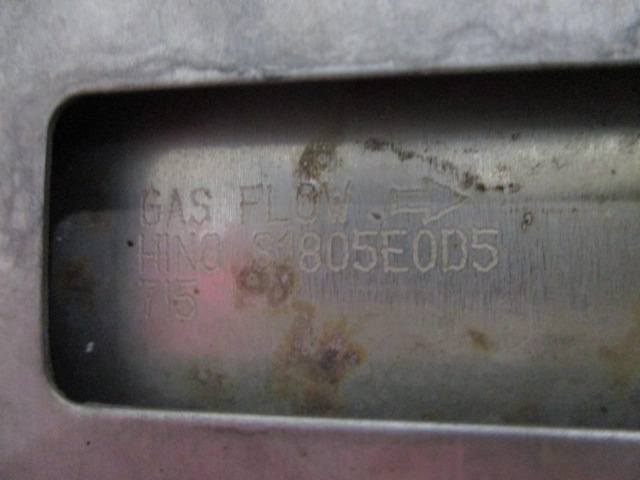 GAS FLOW ⇒
HINO S1805E0D5
715